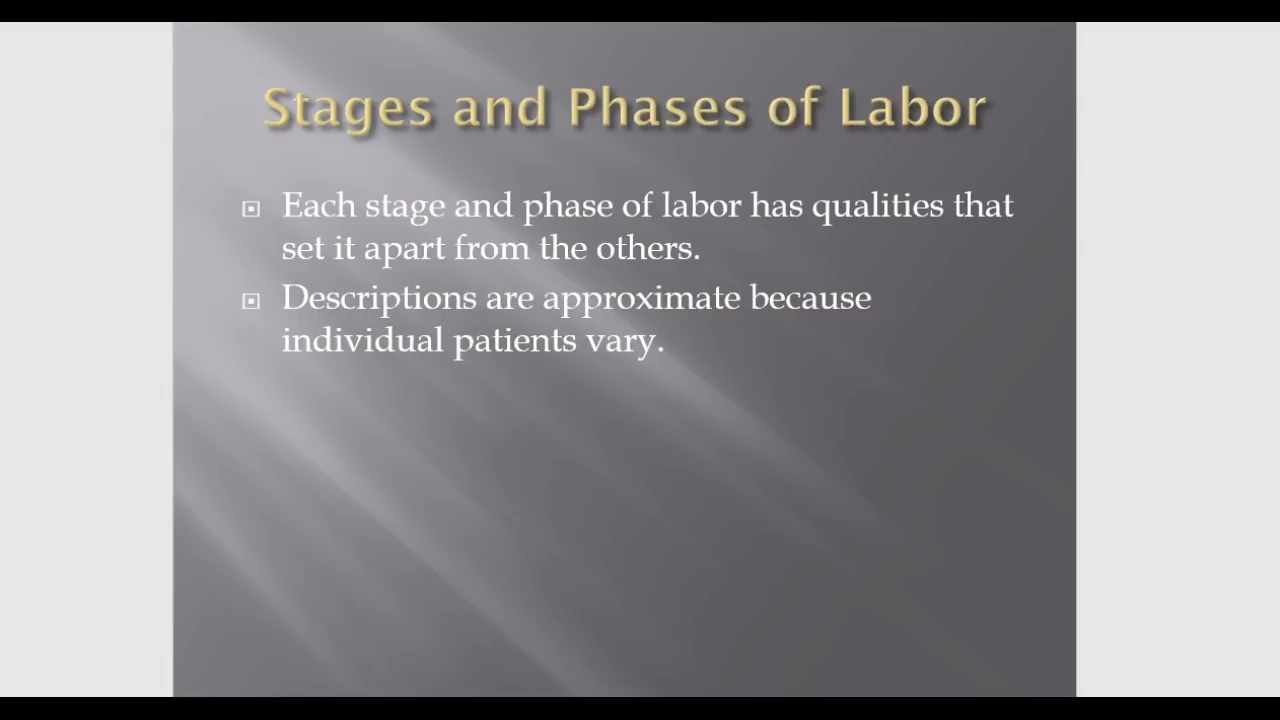 Stages and Phases of Labor
Each stage and phase of labor has qualities that
set it apart from the others.
Descriptions are approximate because
individual patients vary.